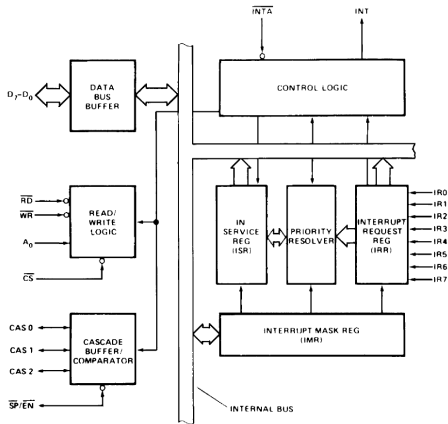 INTA
INT
D7-D0
DATA
BUS
BUFFER
CONTROL LOGIC
RD
WR
A0
CS
READ/
WRITE
LOGIC
IN
SERVICE
REG
(ISR)
PRIORITY
RESOLVER
INTERRUPT
REQUEST
REG
(IRR)
IR0
IR1
IR2
IR3
IR4
IR5
IR6
IR7
CAS 0
CAS 1
CAS 2
SP/EN
CASCADE
BUFFER/
COMPARATOR
INTERRUPT MASK REG
(IMR)
INTERNAL BUS